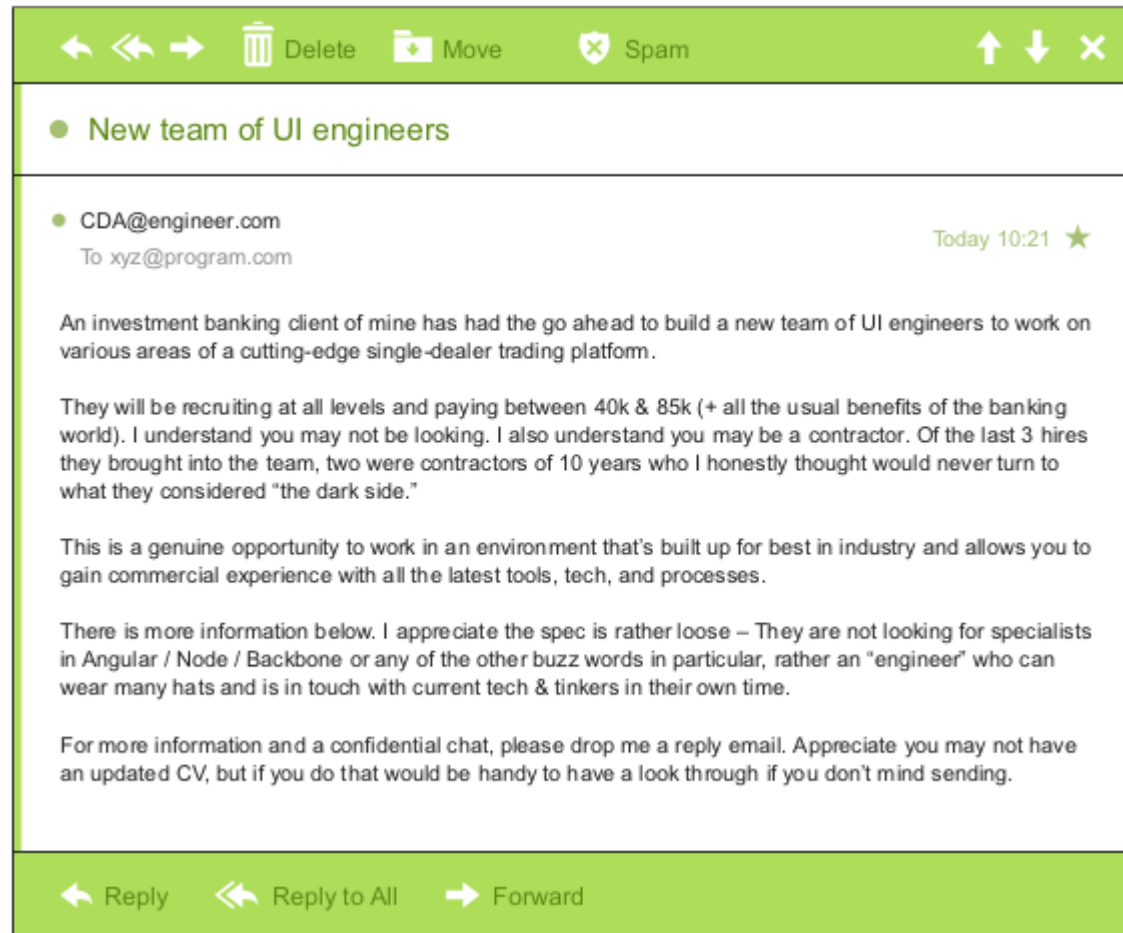 Delete Move Spam
New team of UI engineers
CDA@engineer.com
Today 10:21
To xyz@program.com
An investment banking client of mine has had the go ahead to build a new team of UI engineers to work on
various areas of a cutting-edge single-dealer trading platform.
They will be recruiting at all levels and paying between 40k & 85k (+ all the usual benefits of the banking
world). I understand you may not be looking. I also understand you may be a contractor. Of the last 3 hires
they brought into the team, two were contractors of 10 years who I honestly thought would never turn to
what they considered “the dark side.”
This is a genuine opportunity to work in an environment that’s built up for best in industry and allows you to
gain commercial experience with all the latest tools, tech, and processes.
There is more information below. I appreciate the spec is rather loose – They are not looking for specialists
in Angular / Node / Backbone or any of the other buzz words in particular, rather an “engineer” who can
wear many hats and is in touch with current tech & tinkers in their own time.
For more information and a confidential chat, please drop me a reply email. Appreciate you may not have
an updated CV, but if you do that would be handy to have a look through if you don’t mind sending.
Reply Reply to All Forward